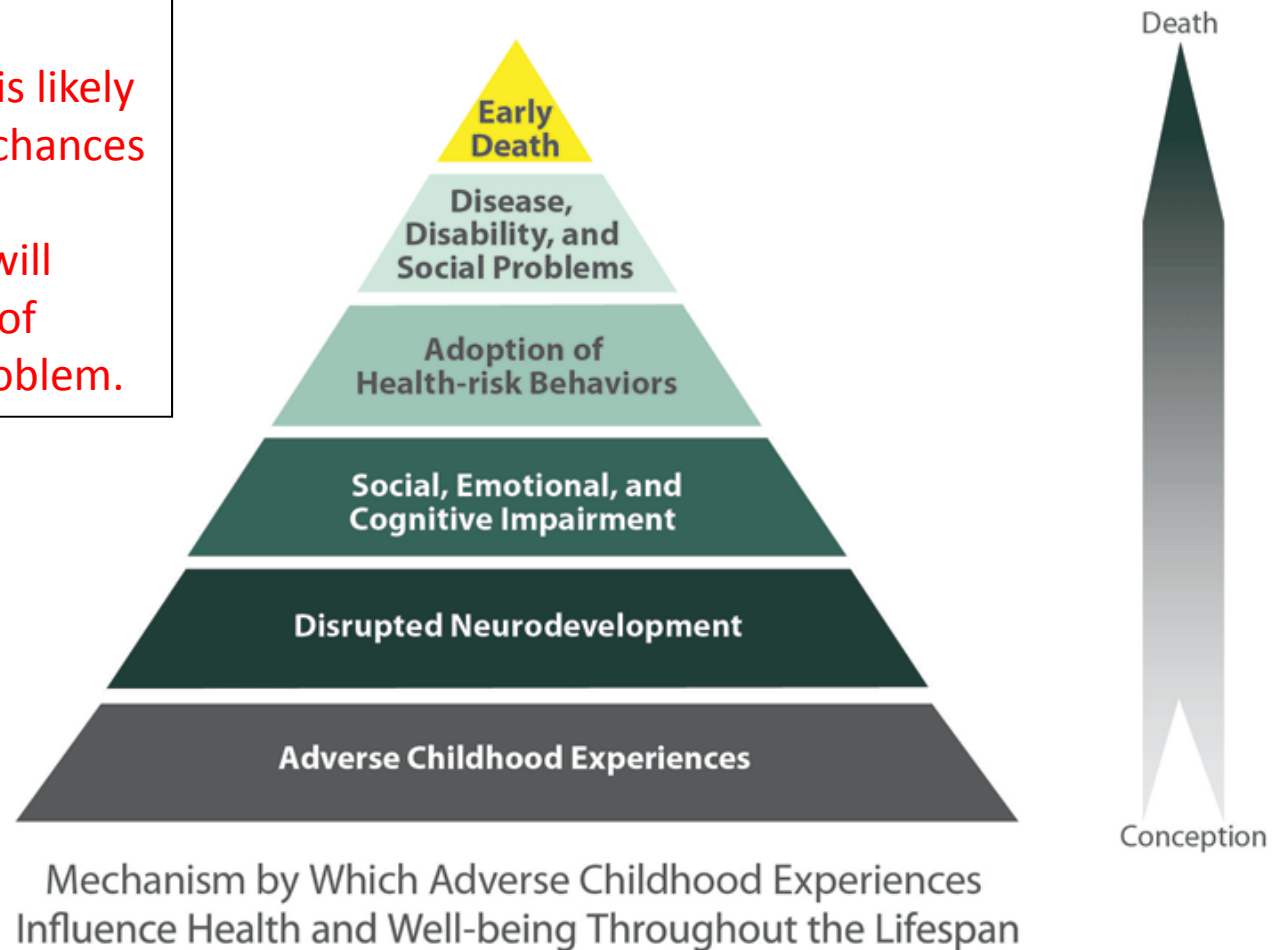 is likely
chances
will
of
oblem.
Early
Death
Disease,
Disability, and
Social Problems
Adoption of
Health-risk Behaviors
Social, Emotional, and
Cognitive Impairment
Disrupted Neurodevelopment
Adverse Childhood Experiences
Mechanism by Which Adverse Childhood Experiences
Influence Health and Well-being Throughout the Lifespan
Death
Conception